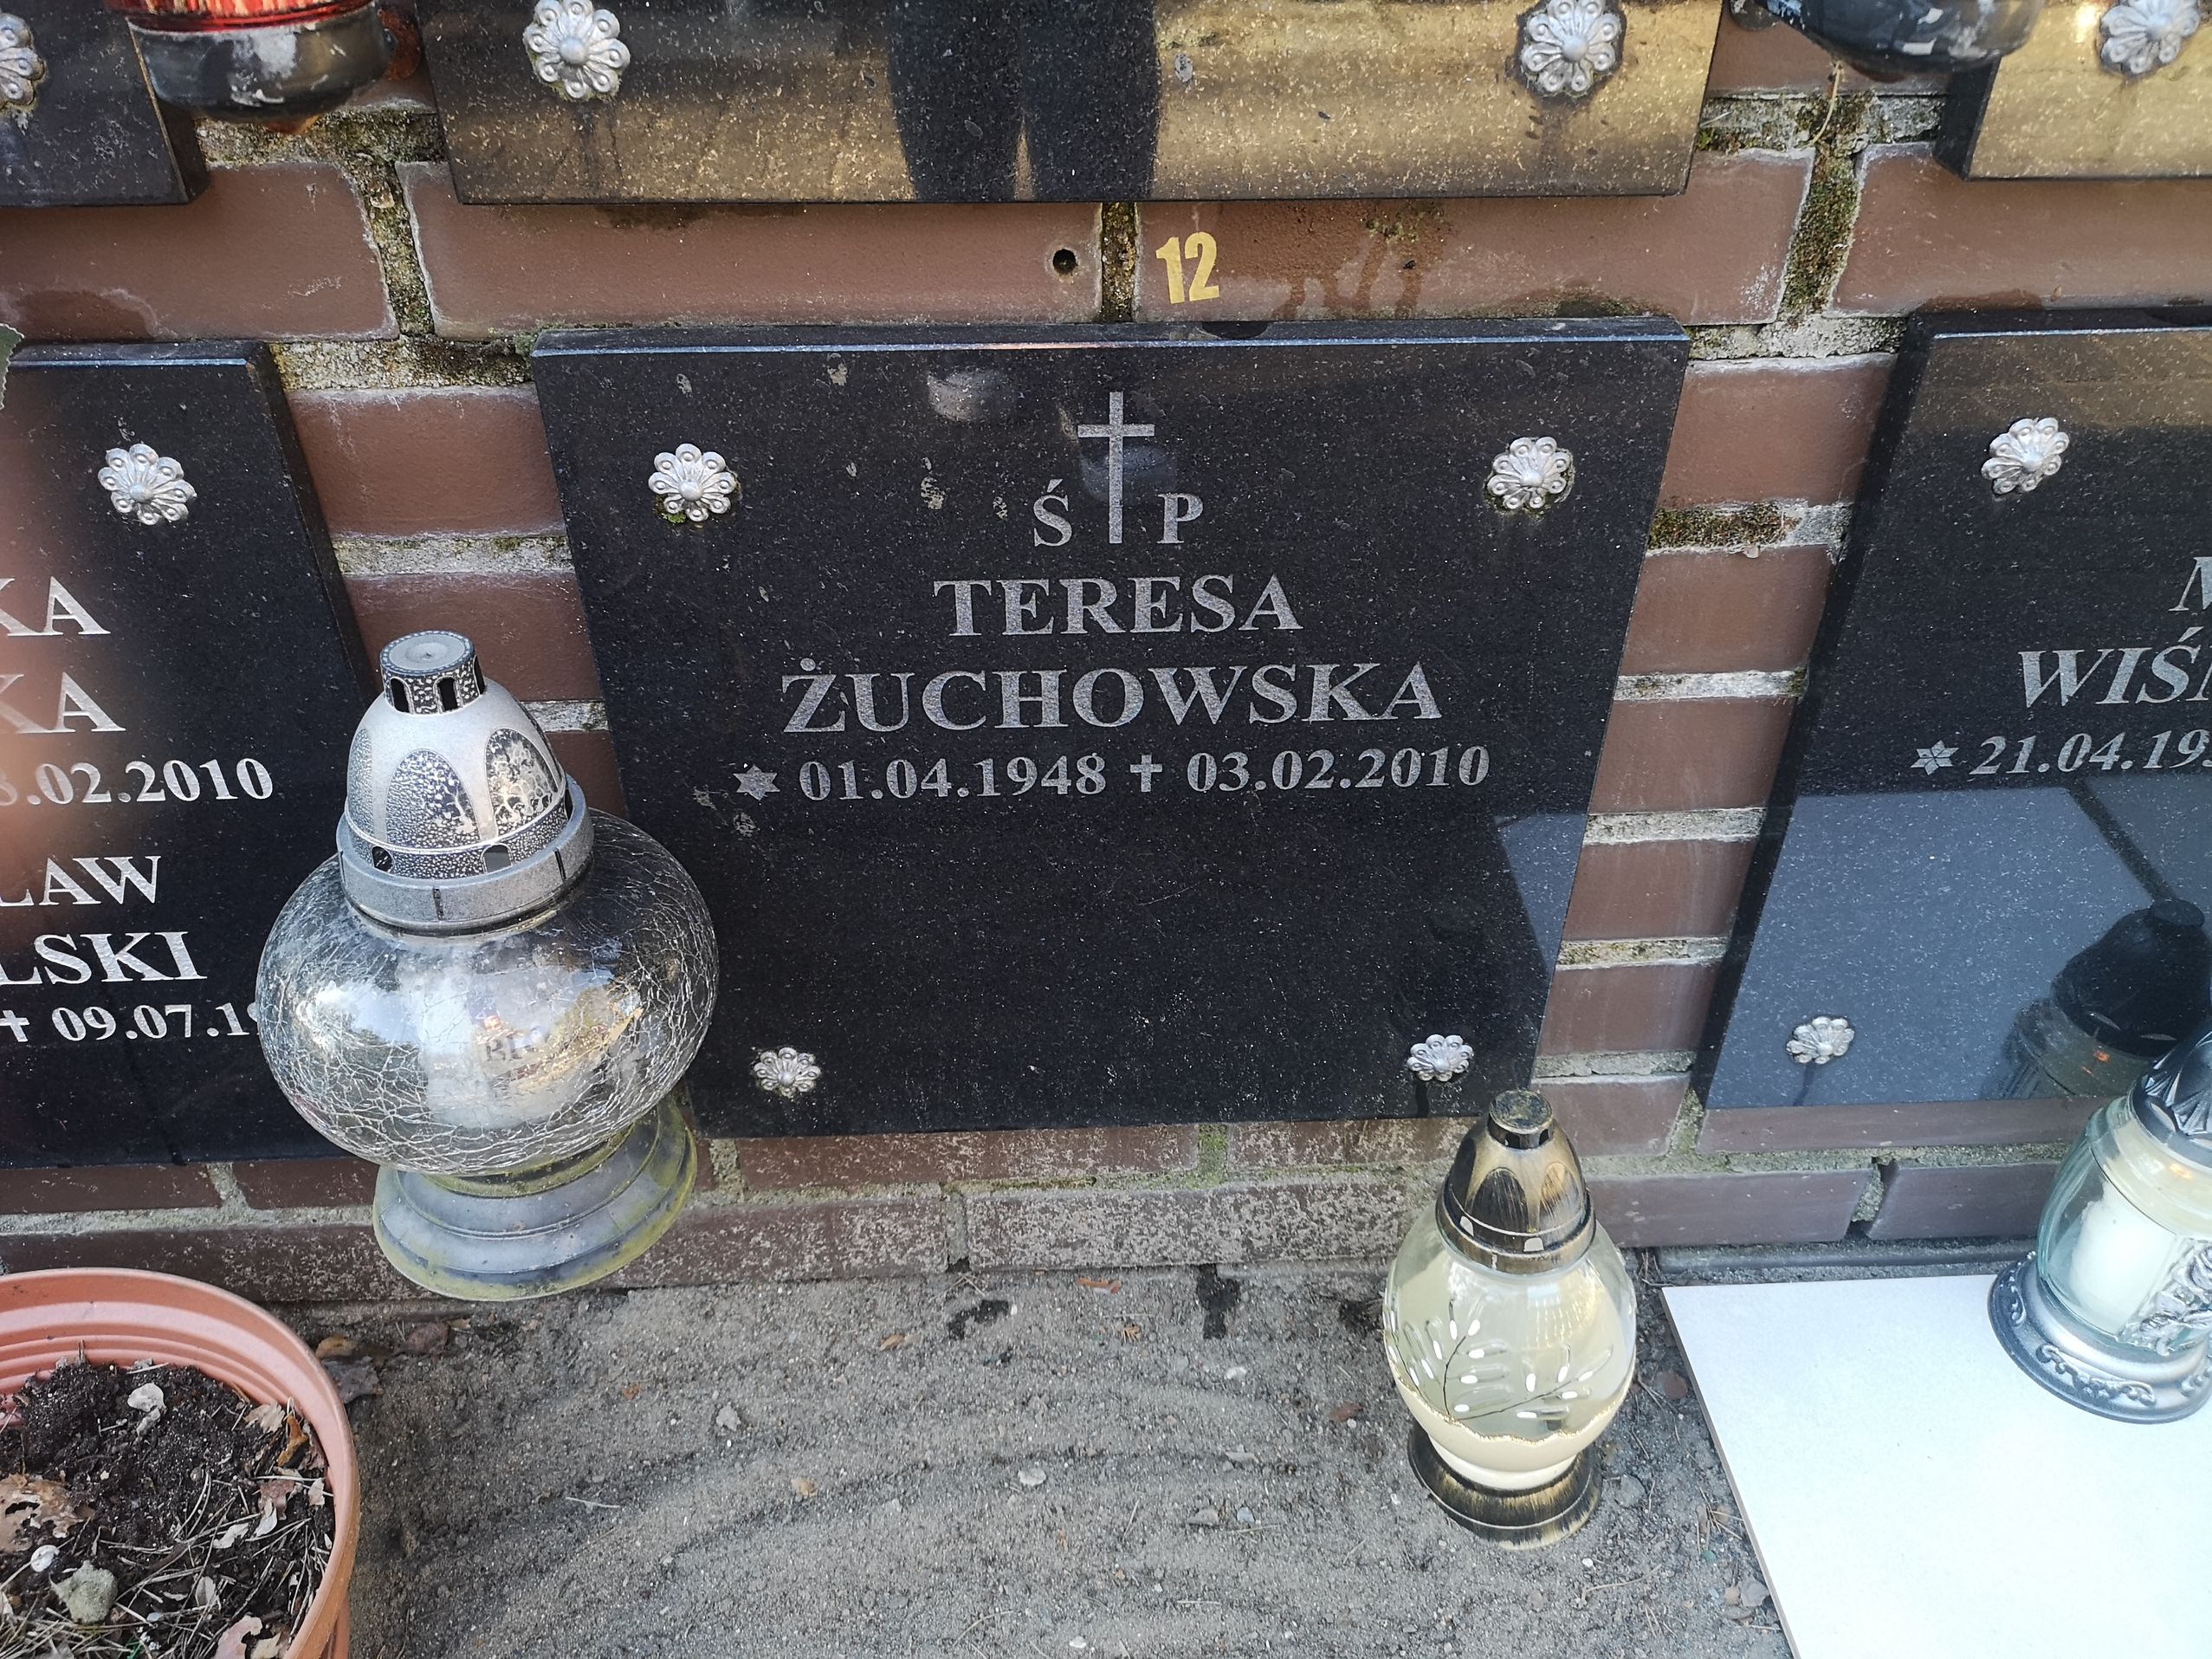 12
Ś P
TERESA
ŻUCHOWSKA
01.04.1948 03.02.2010
KA
KA
.02.2010
ŁAW
LSKI
09.07.1
WIŚ
21.04.19